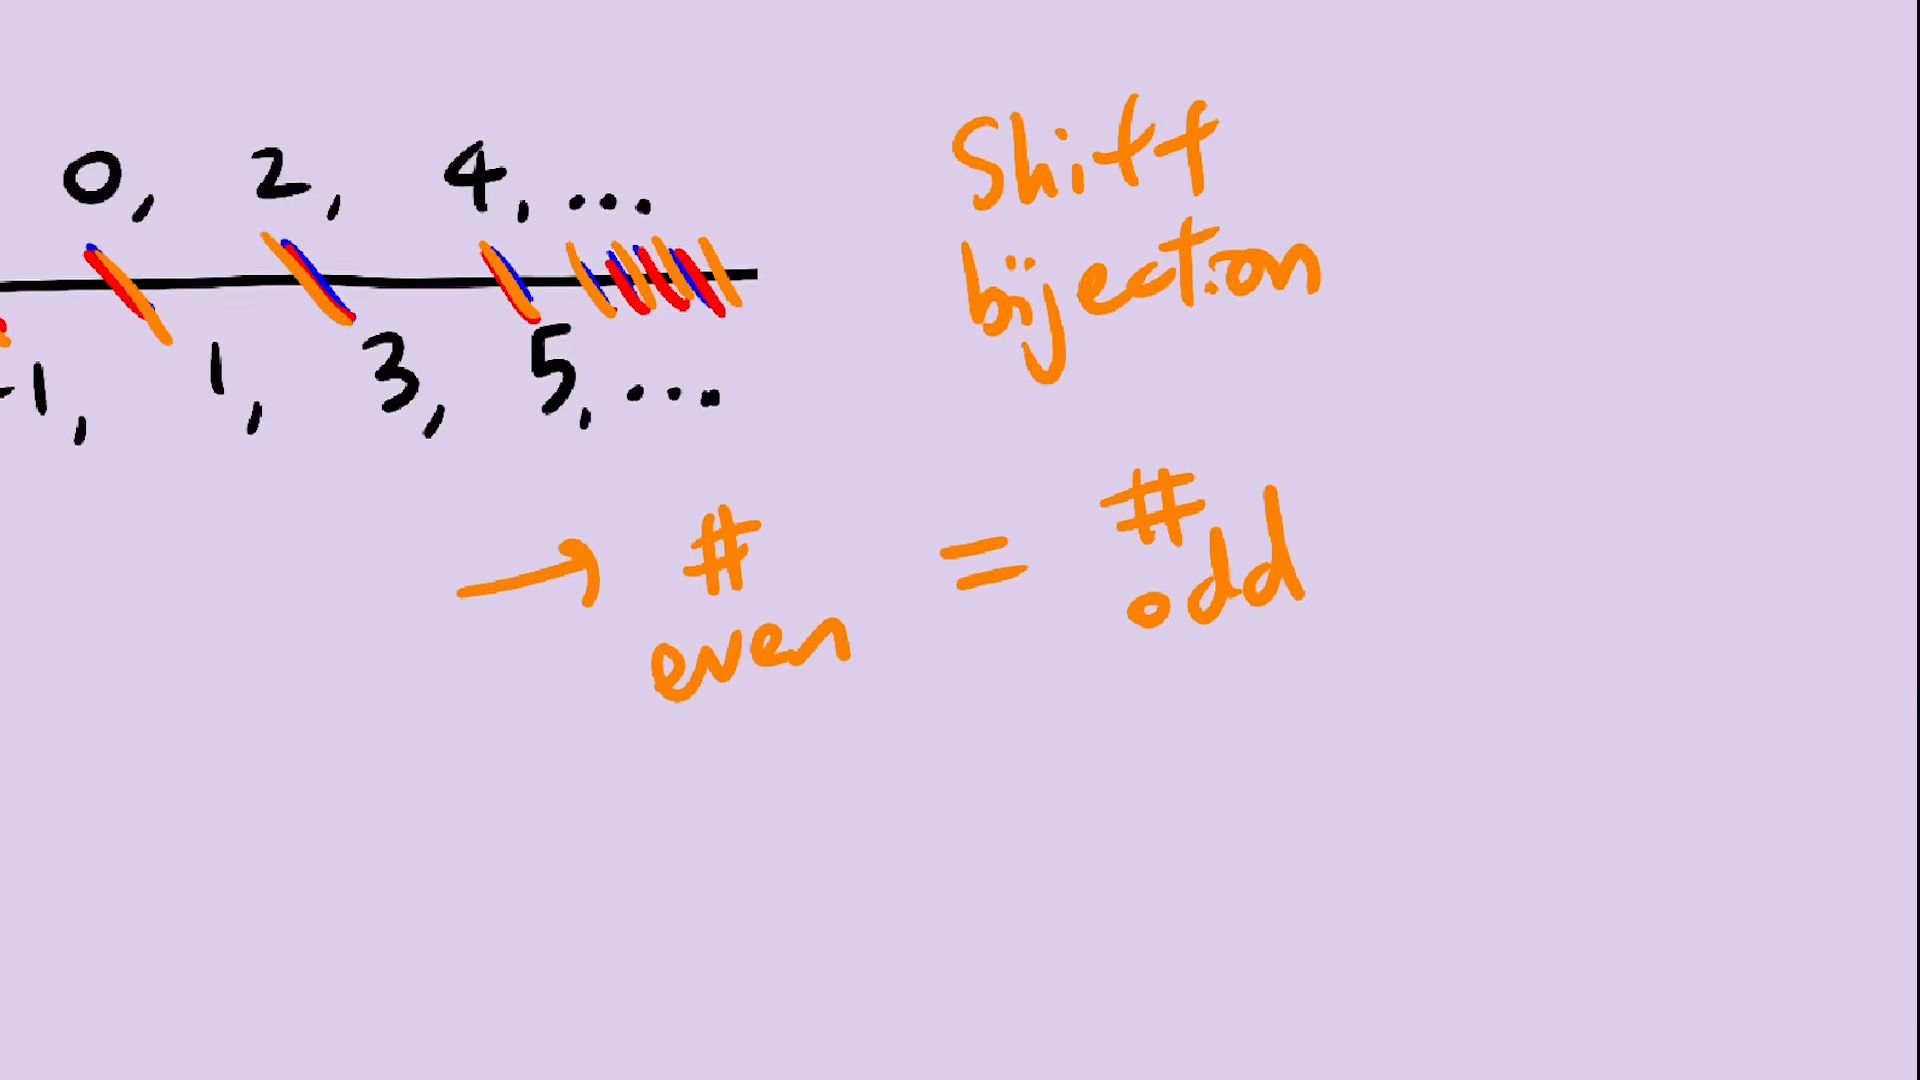 0, 2, 4, ...
-1, 1, 3, 5, ...
Shift
bijection
→ # = #
even odd